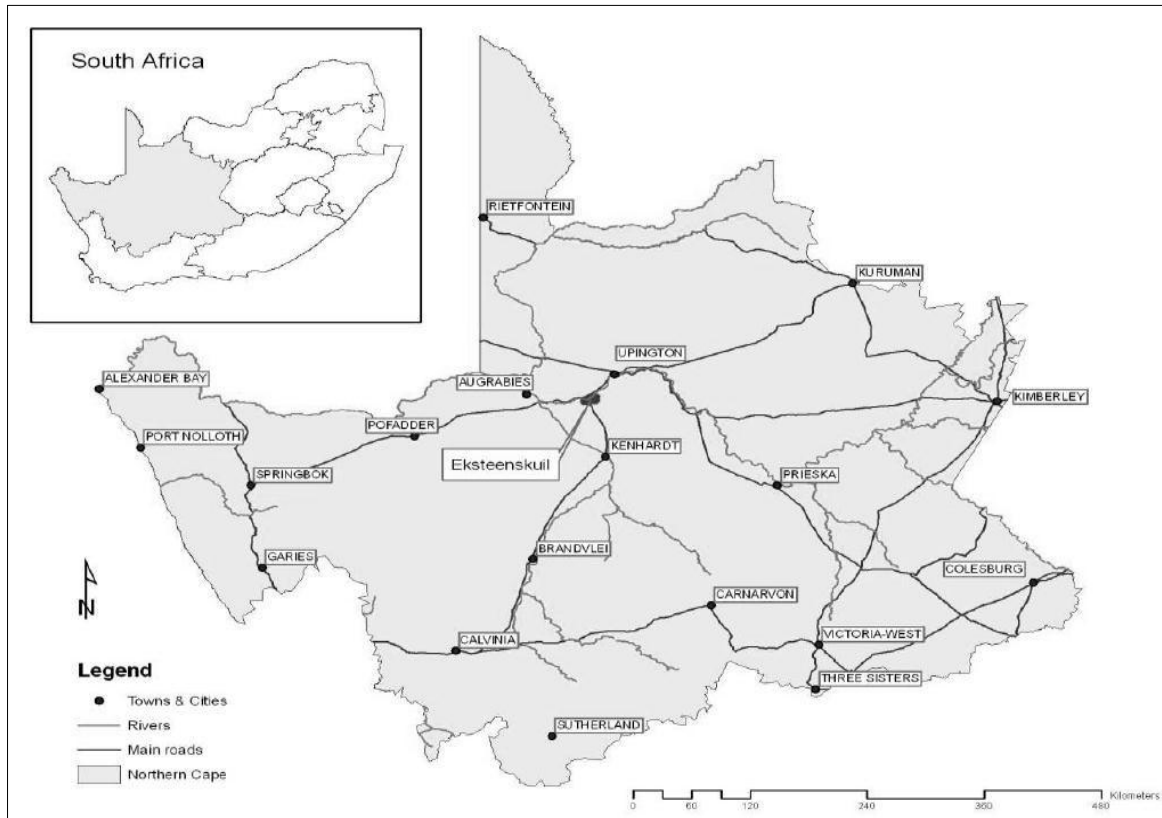 South Africa
RIETFONTEIN
KURUMAN
UPINGTON
ALEXANDER BAY
AUGRABIES
KIMBERLEY
POFADDER
PORT NOLLOTH
KENHARDT
Eksteenskuil
SPRINGBOK
PRIESKA
BRANDVLEI
GARIES
COLESBURG
CARNARVON
CALVINIA
VICTORIA-WEST
THREE SISTERS
SUTHERLAND
N
Legend
Towns & Cities
Rivers
Main roads
Northern Cape
Kilometers
0 60 120 240 360 480